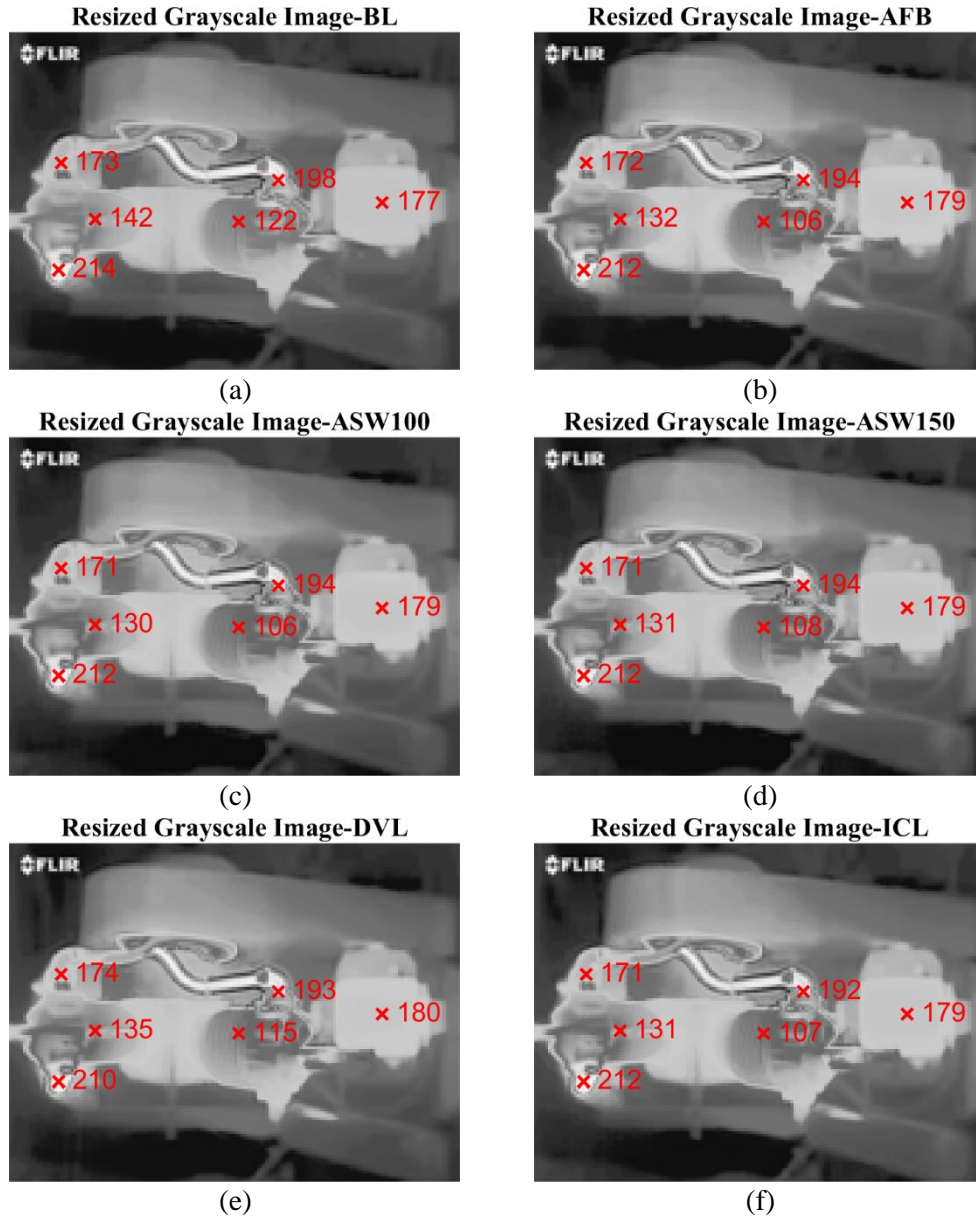 Resized Grayscale Image-BL
FLIR
173
198
177
142
122
214
(a)
Resized Grayscale Image-AFB
FLIR
172
194
179
132
106
212
(b)
Resized Grayscale Image-ASW100
FLIR
171
194
179
130
106
212
(c)
Resized Grayscale Image-ASW150
FLIR
171
194
179
131
108
212
(d)
Resized Grayscale Image-DVL
FLIR
174
193
180
135
115
210
(e)
Resized Grayscale Image-ICL
FLIR
171
192
179
131
107
212
(f)